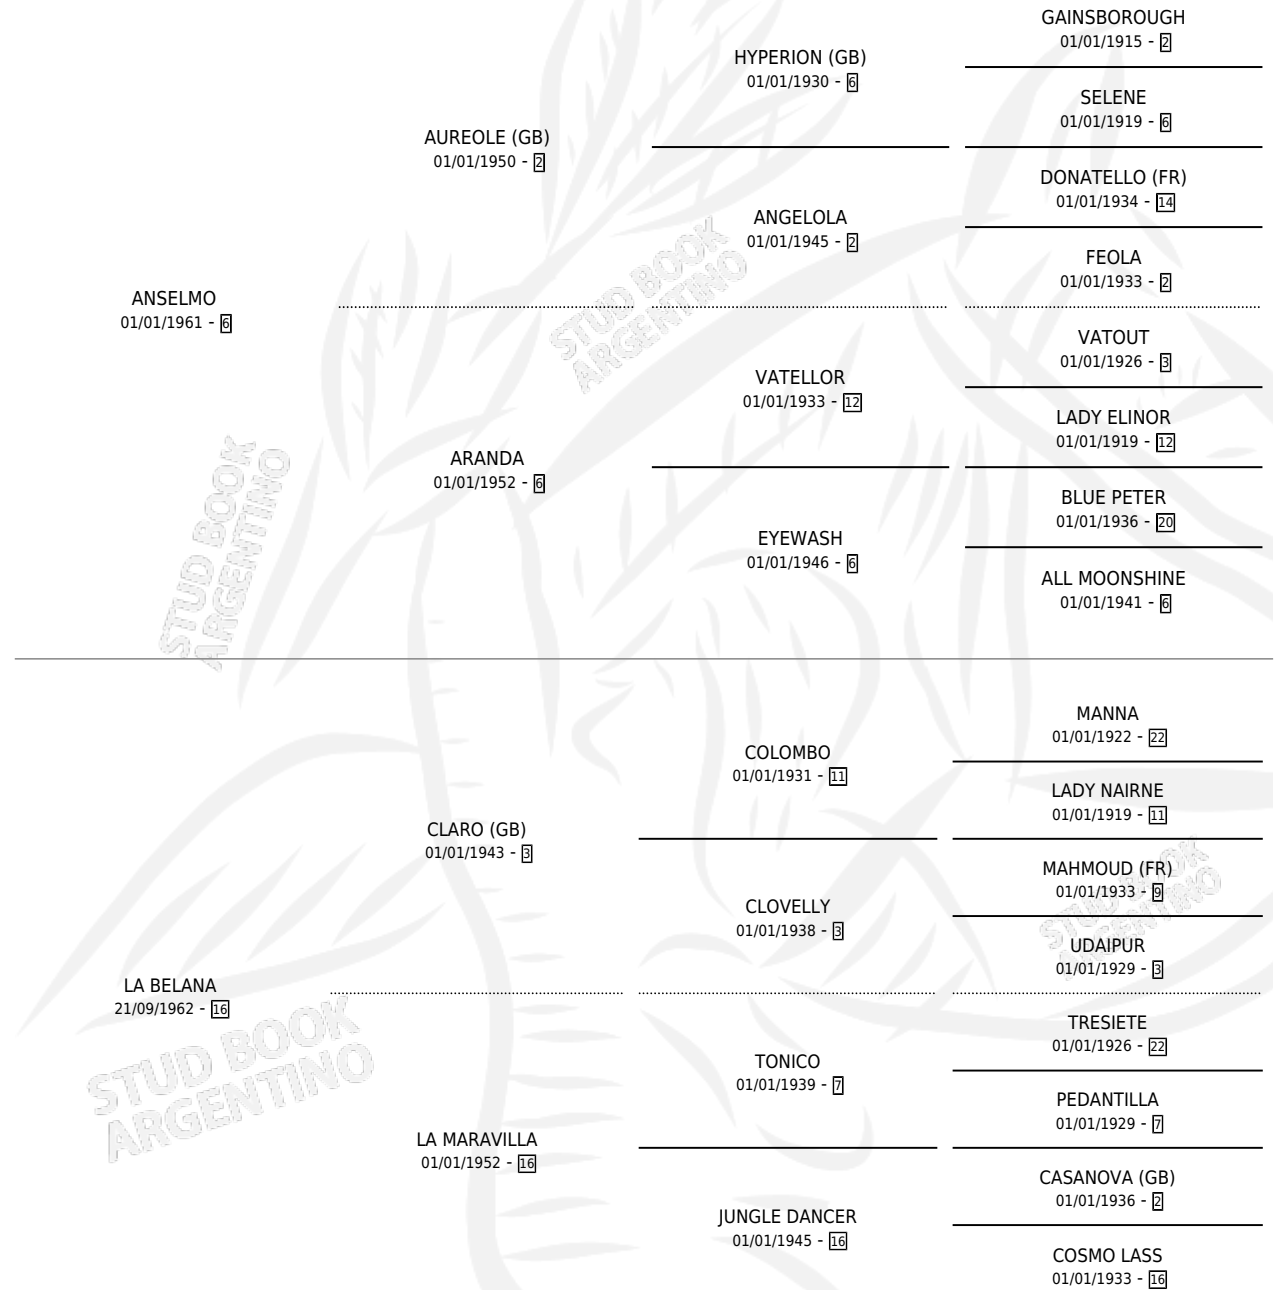 GAINSBOROUGH
01/01/1915 - 2
HYPERION (GB)
01/01/1930 - 6
SELENE
01/01/1919 - 6
AUREOLE (GB)
01/01/1950 - 2
DONATELLO (FR)
01/01/1934 - 14
ANGELOLA
01/01/1945 - 2
FEOLA
01/01/1933 - 2
ANSELMO
01/01/1961 - 6
VATOUT
01/01/1926 - 3
VATELLOR
01/01/1933 - 12
LADY ELINOR
01/01/1919 - 12
ARANDA
01/01/1952 - 6
BLUE PETER
01/01/1936 - 20
EYEWASH
01/01/1946 - 6
ALL MOONSHINE
01/01/1941 - 6
MANNA
01/01/1922 - 22
COLOMBO
01/01/1931 - 11
LADY NAIRNE
01/01/1919 - 11
CLARO (GB)
01/01/1943 - 3
MAHMOUD (FR)
01/01/1933 - 9
CLOVELLY
01/01/1938 - 3
UDAIPUR
01/01/1929 - 3
LA BELANA
21/09/1962 - 16
TRESIETE
01/01/1926 - 22
TONICO
01/01/1939 - 7
PEDANTILLA
01/01/1929 - 7
LA MARAVILLA
01/01/1952 - 16
CASANOVA (GB)
01/01/1936 - 2
JUNGLE DANCER
01/01/1945 - 16
COSMO LASS
01/01/1933 - 16
STUD BOOK
ARGENTINO
STUD BOOK
ARGENTINO
STUD BOOK
ARGENTINO
STUD BOOK
ARGENTINO